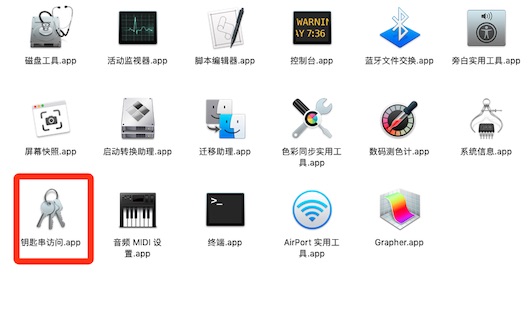 WARNIN
AY 7:36
磁盘工具.app
活动监视器.app
脚本编辑器.app
控制台.app
蓝牙文件交换.app
旁白实用工具.app
屏幕快照.app
启动转换助理.app
迁移助理.app
色彩同步实用工
具.app
数码测色计.app
系统信息.app
>_
钥匙串访问.app
音频 MIDI 设
置.app
终端.app
AirPort 实用工
具.app
Grapher.app